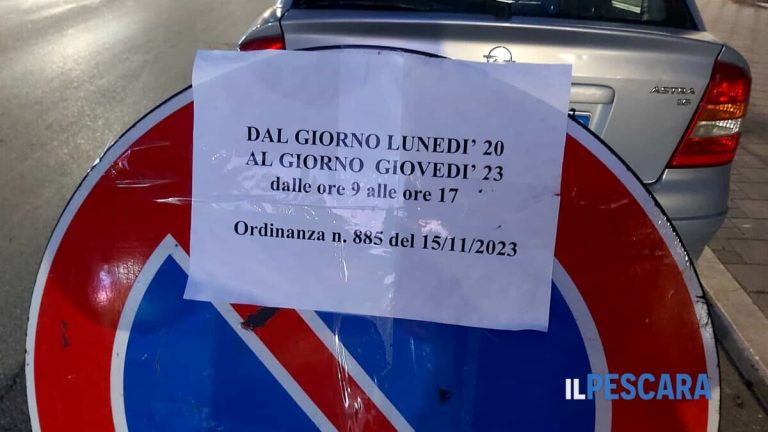 DAL GIORNO LUNEDI' 20
AL GIORNO GIOVEDI' 23
dalle ore 9 alle ore 17
Ordinanza n. 885 del 15/11/2023
ASTRA
ILPESCARA